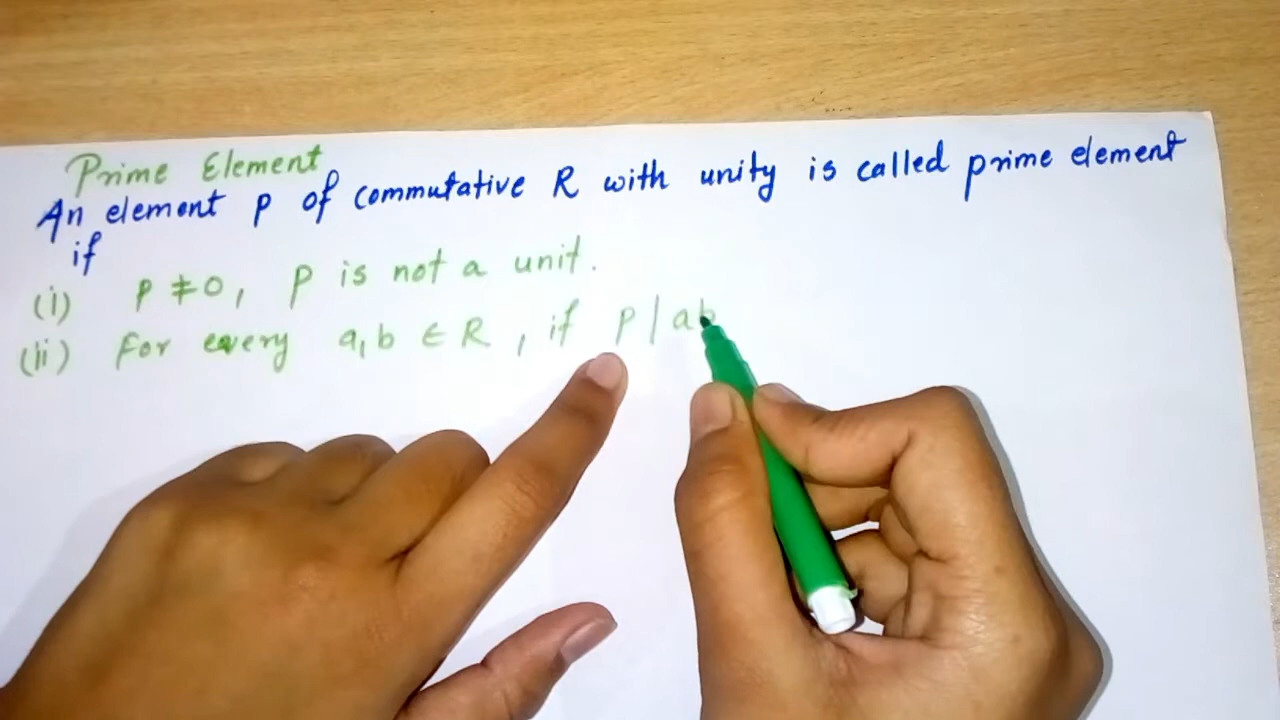 Prime Element
An element p of commutative R with unity is called prime element
if
(i) p ≠ 0, p is not a unit.
(ii) For every a, b ∈ R, if p | ab